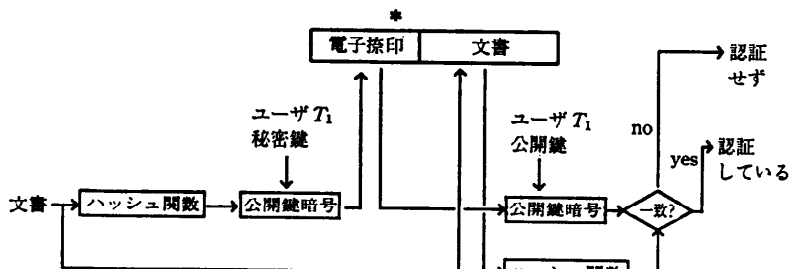 *
電子捺印 文書
認証
せず
ユーザ T₁
秘密鍵
ユーザ T₁
公開鍵
no
yes
認証
している
文書
ハッシュ関数
公開鍵暗号
公開鍵暗号
一致?